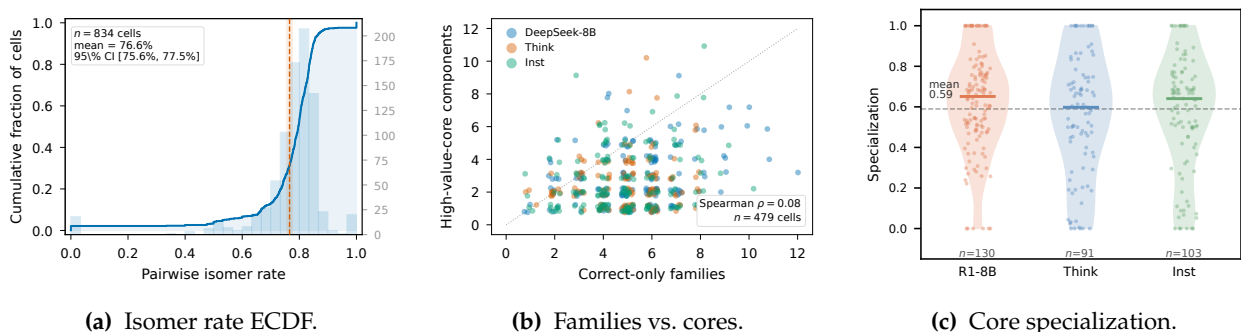 1.0
0.8
0.6
0.4
0.2
0.0
Cumulative fraction of cells
n = 834 cells
mean = 76.6%
95\% CI [75.6%, 77.5%]
200
175
150
125
100
75
50
25
0
0.0 0.2 0.4 0.6 0.8 1.0
Pairwise isomer rate
(a) Isomer rate ECDF.
12
10
8
6
4
2
0
High-value-core components
DeepSeek-8B
Think
Inst
Spearman ρ = 0.08
n = 479 cells
0 2 4 6 8 10 12
Correct-only families
(b) Families vs. cores.
1.0
0.8
0.6
0.4
0.2
0.0
Specialization
mean
0.59
n=130 n=91 n=103
R1-8B Think Inst
(c) Core specialization.